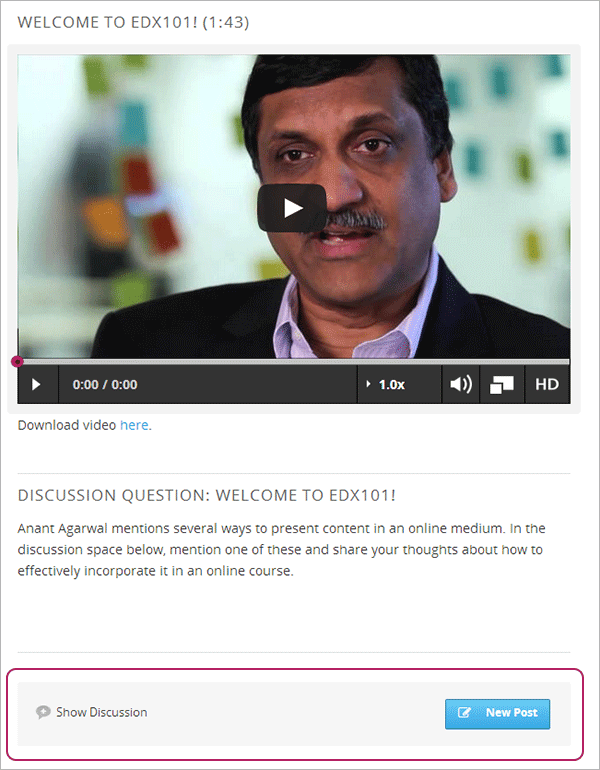 WELCOME TO EDX101! (1:43)
0:00 / 0:00
1.0x
HD
Download video here.
DISCUSSION QUESTION: WELCOME TO EDX101!
Anant Agarwal mentions several ways to present content in an online medium. In the
discussion space below, mention one of these and share your thoughts about how to
effectively incorporate it in an online course.
Show Discussion
New Post